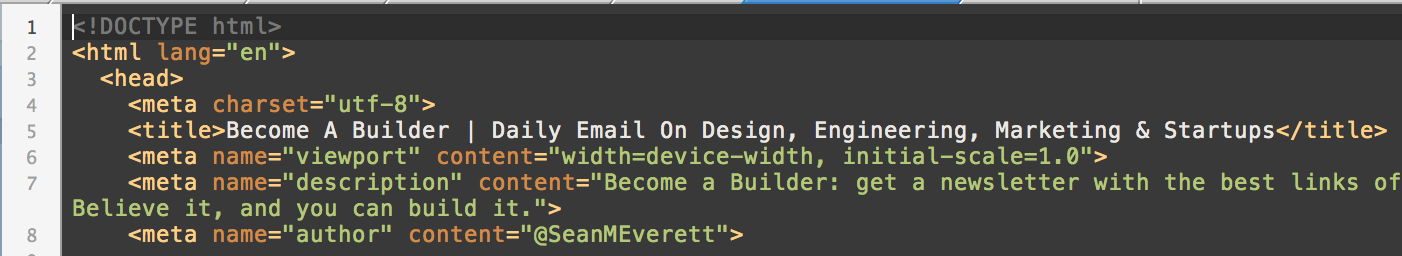 1 <!DOCTYPE html>
2 <html lang="en">
3 <head>
4 <meta charset="utf-8">
5 <title>Become A Builder | Daily Email On Design, Engineering, Marketing & Startups</title>
6 <meta name="viewport" content="width=device-width, initial-scale=1.0">
7 <meta name="description" content="Become a Builder: get a newsletter with the best links of
Believe it, and you can build it.">
8 <meta name="author" content="@SeanMEverett">